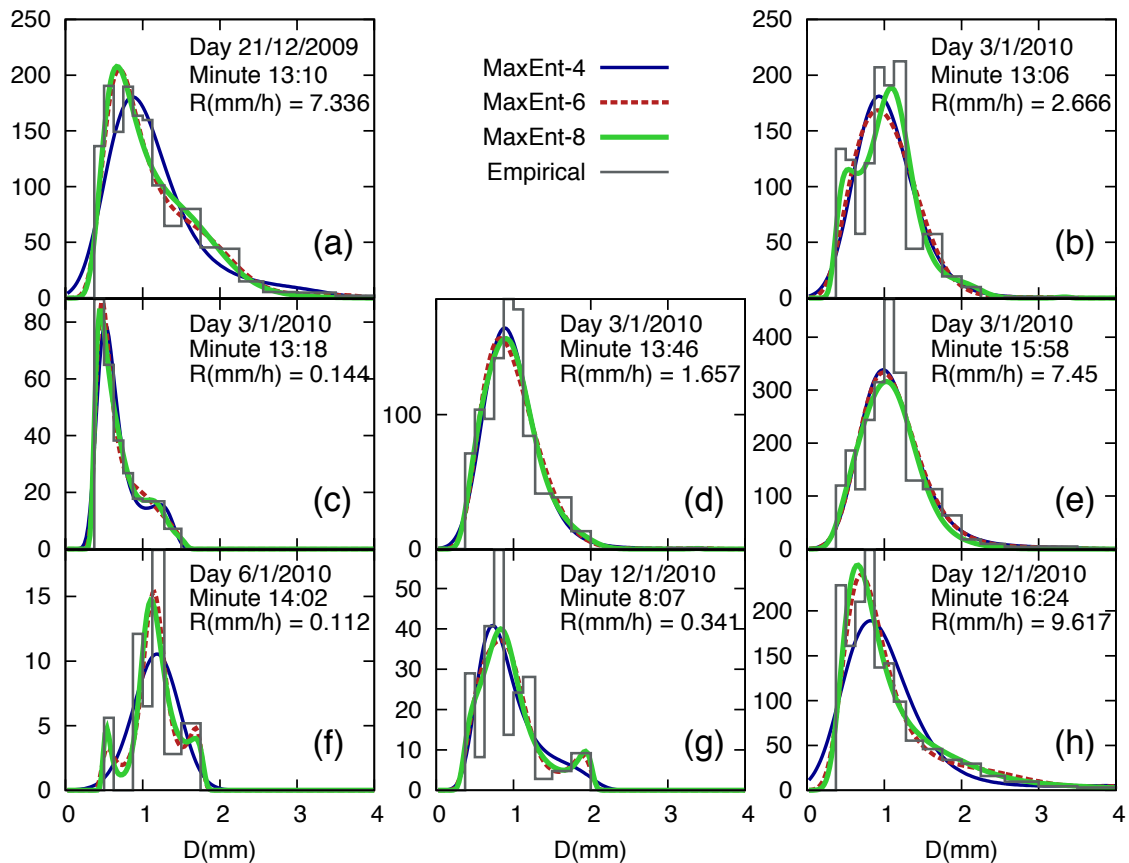 250
200
150
100
50
0
Day 21/12/2009
Minute 13:10
R(mm/h) = 7.336
(a)
MaxEnt-4
MaxEnt-6
MaxEnt-8
Empirical
250
200
150
100
50
0
Day 3/1/2010
Minute 13:06
R(mm/h) = 2.666
(b)
80
60
40
20
0
Day 3/1/2010
Minute 13:18
R(mm/h) = 0.144
(c)
100
0
Day 3/1/2010
Minute 13:46
R(mm/h) = 1.657
(d)
400
300
200
100
0
Day 3/1/2010
Minute 15:58
R(mm/h) = 7.45
(e)
15
10
5
0
Day 6/1/2010
Minute 14:02
R(mm/h) = 0.112
(f)
0 1 2 3 4
D(mm)
50
40
30
20
10
0
Day 12/1/2010
Minute 8:07
R(mm/h) = 0.341
(g)
0 1 2 3 4
D(mm)
200
150
100
50
0
Day 12/1/2010
Minute 16:24
R(mm/h) = 9.617
(h)
0 1 2 3 4
D(mm)